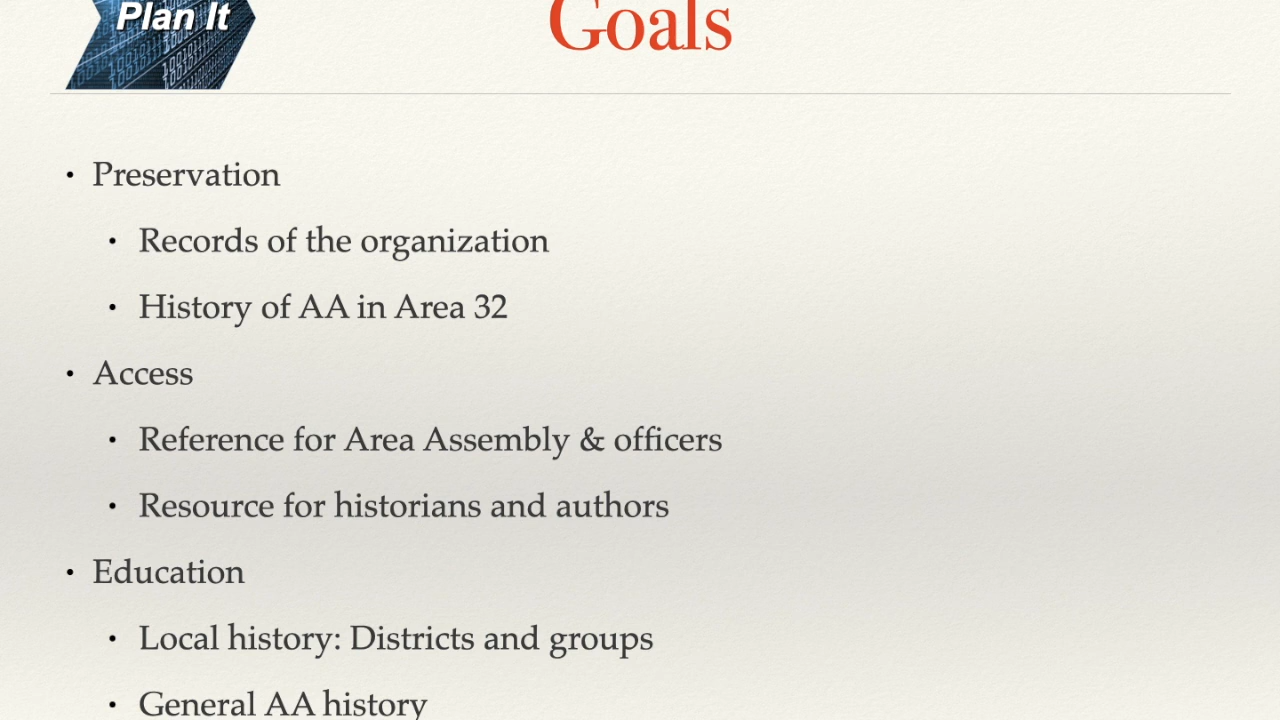 Plan It
Goals
• Preservation
• Records of the organization
• History of AA in Area 32
• Access
• Reference for Area Assembly & officers
• Resource for historians and authors
• Education
• Local history: Districts and groups
• General AA history